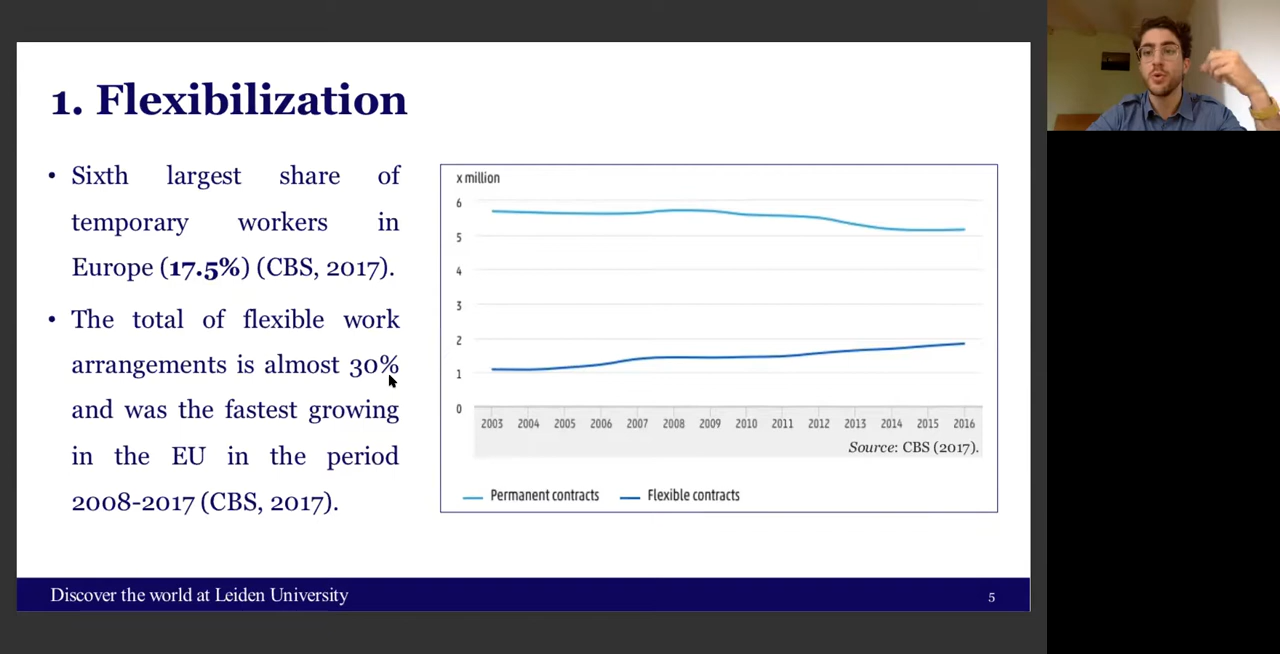 1. Flexibilization
• Sixth largest share of
temporary workers in
Europe (17.5%) (CBS, 2017).
• The total of flexible work
arrangements is almost 30%
and was the fastest growing
in the EU in the period
2008-2017 (CBS, 2017).
x million
6
5
4
3
2
1
0
2003 2004 2005 2006 2007 2008 2009 2010 2011 2012 2013 2014 2015 2016
Source: CBS (2017).
Permanent contracts Flexible contracts
Discover the world at Leiden University 5